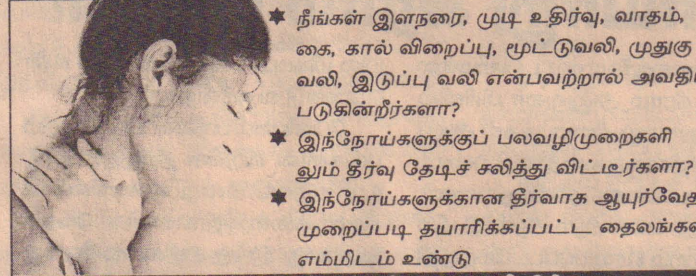 ✷ நீங்கள் இளநரை, முடி உதிர்வு, வாதம்,
கை, கால் விறைப்பு, மூட்டுவலி, முதுகு
வலி, இடுப்பு வலி என்பவற்றால் அவதிப்
படுகின்றீர்களா?
✷ இந்நோய்களுக்குப் பலவழிமுறைகளி
லும் தீர்வு தேடிச் சலித்து விட்டீர்களா?
✷ இந்நோய்களுக்கான தீர்வாக ஆயுர்வேத
முறைப்படி தயாரிக்கப்பட்ட தைலங்கள்
எம்மிடம் உண்டு